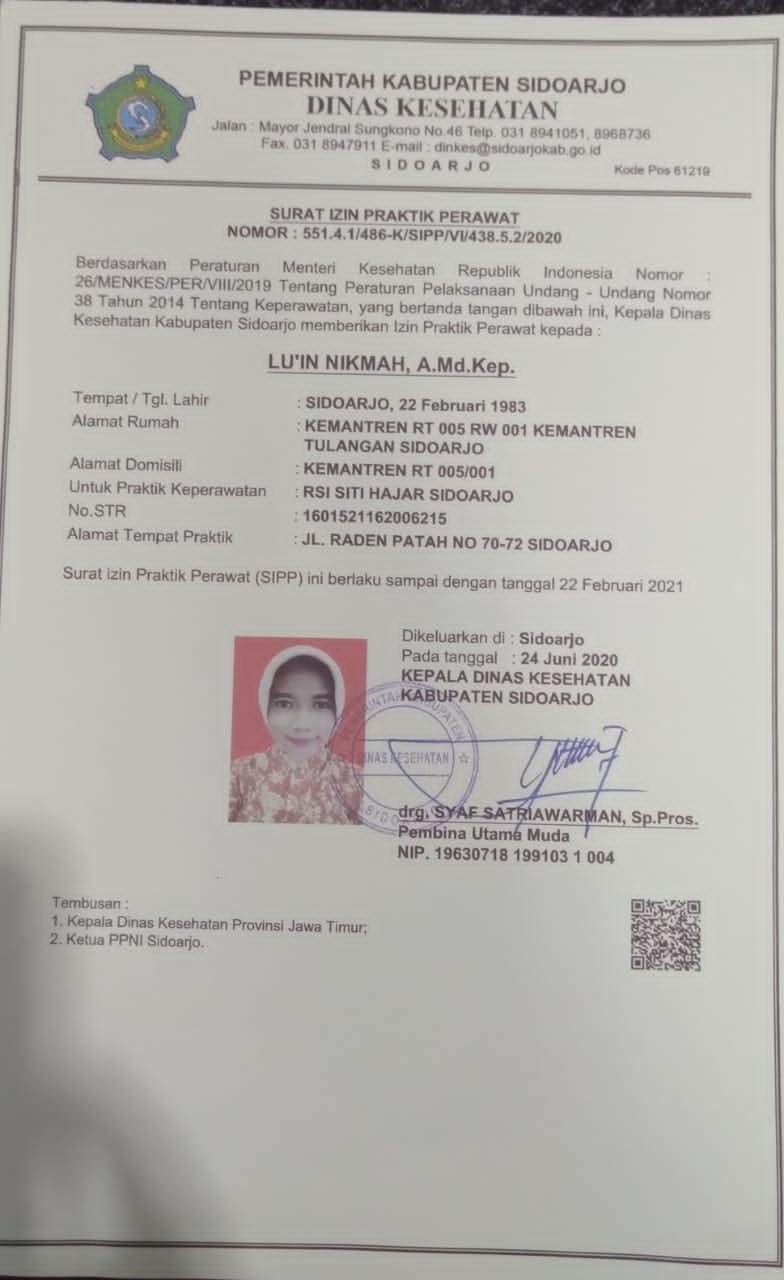 PEMERINTAH KABUPATEN SIDOARJO
DINAS KESEHATAN
Jalan : Mayor Jendral Sungkono No.46 Telp. 031 8941051, 8968736
Fax. 031 8947911 E-mail : dinkes@sidoarjokab.go.id
S I D O A R J O
Kode Pos 61219
SURAT IZIN PRAKTIK PERAWAT
NOMOR : 551.4.1/486-K/SIPP/VI/438.5.2/2020
Berdasarkan Peraturan Menteri Kesehatan Republik Indonesia Nomor :
26/MENKES/PER/VIII/2019 Tentang Peraturan Pelaksanaan Undang - Undang Nomor
38 Tahun 2014 Tentang Keperawatan, yang bertanda tangan dibawah ini, Kepala Dinas
Kesehatan Kabupaten Sidoarjo memberikan Izin Praktik Perawat kepada :
LU'IN NIKMAH, A.Md.Kep.
Tempat / Tgl. Lahir : SIDOARJO, 22 Februari 1983
Alamat Rumah : KEMANTREN RT 005 RW 001 KEMANTREN
TULANGAN SIDOARJO
Alamat Domisili : KEMANTREN RT 005/001
Untuk Praktik Keperawatan : RSI SITI HAJAR SIDOARJO
No.STR : 1601521162006215
Alamat Tempat Praktik : JL. RADEN PATAH NO 70-72 SIDOARJO
Surat izin Praktik Perawat (SIPP) ini berlaku sampai dengan tanggal 22 Februari 2021
Dikeluarkan di : Sidoarjo
Pada tanggal : 24 Juni 2020
KEPALA DINAS KESEHATAN
KABUPATEN SIDOARJO
PEMERINTAH KABUPATEN
DINAS KESEHATAN
SIDOARJO
drg. SYAF SATRIAWARMAN, Sp.Pros.
Pembina Utama Muda
NIP. 19630718 199103 1 004
Tembusan :
1. Kepala Dinas Kesehatan Provinsi Jawa Timur;
2. Ketua PPNI Sidoarjo.